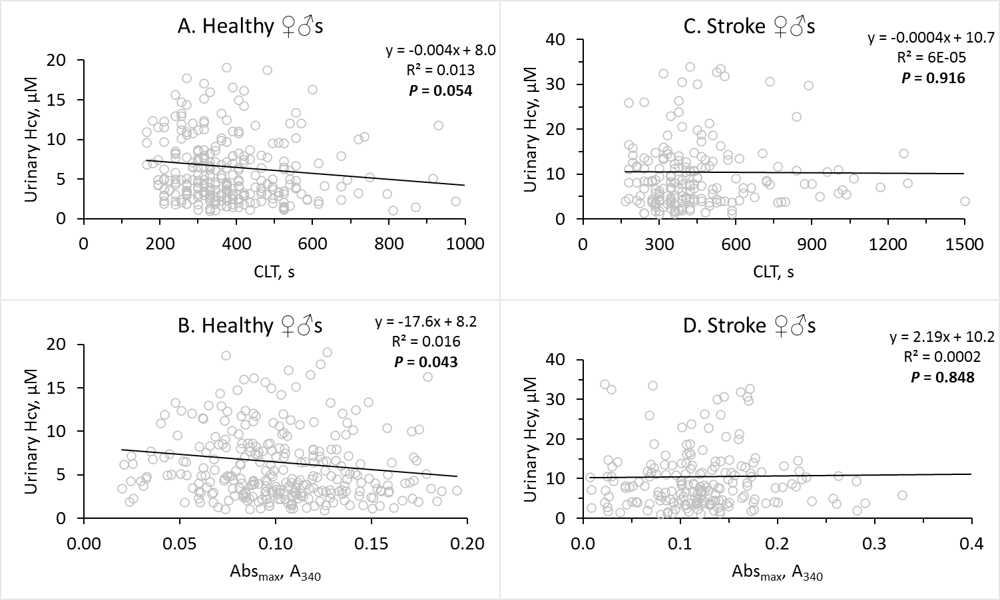 A. Healthy ♀♂s
y = -0.004x + 8.0
R² = 0.013
P = 0.054
Urinary Hcy, µM
20
15
10
5
0
0 200 400 600 800 1000
CLT, s
C. Stroke ♀♂s
y = -0.0004x + 10.7
R² = 6E-05
P = 0.916
Urinary Hcy, µM
40
30
20
10
0
0 300 600 900 1200 1500
CLT, s
B. Healthy ♀♂s
y = -17.6x + 8.2
R² = 0.016
P = 0.043
Urinary Hcy, µM
20
15
10
5
0
0.00 0.05 0.10 0.15 0.20
Absmax, A340
D. Stroke ♀♂s
y = 2.19x + 10.2
R² = 0.0002
P = 0.848
Urinary Hcy, µM
40
30
20
10
0
0.0 0.1 0.2 0.3 0.4
Absmax, A340